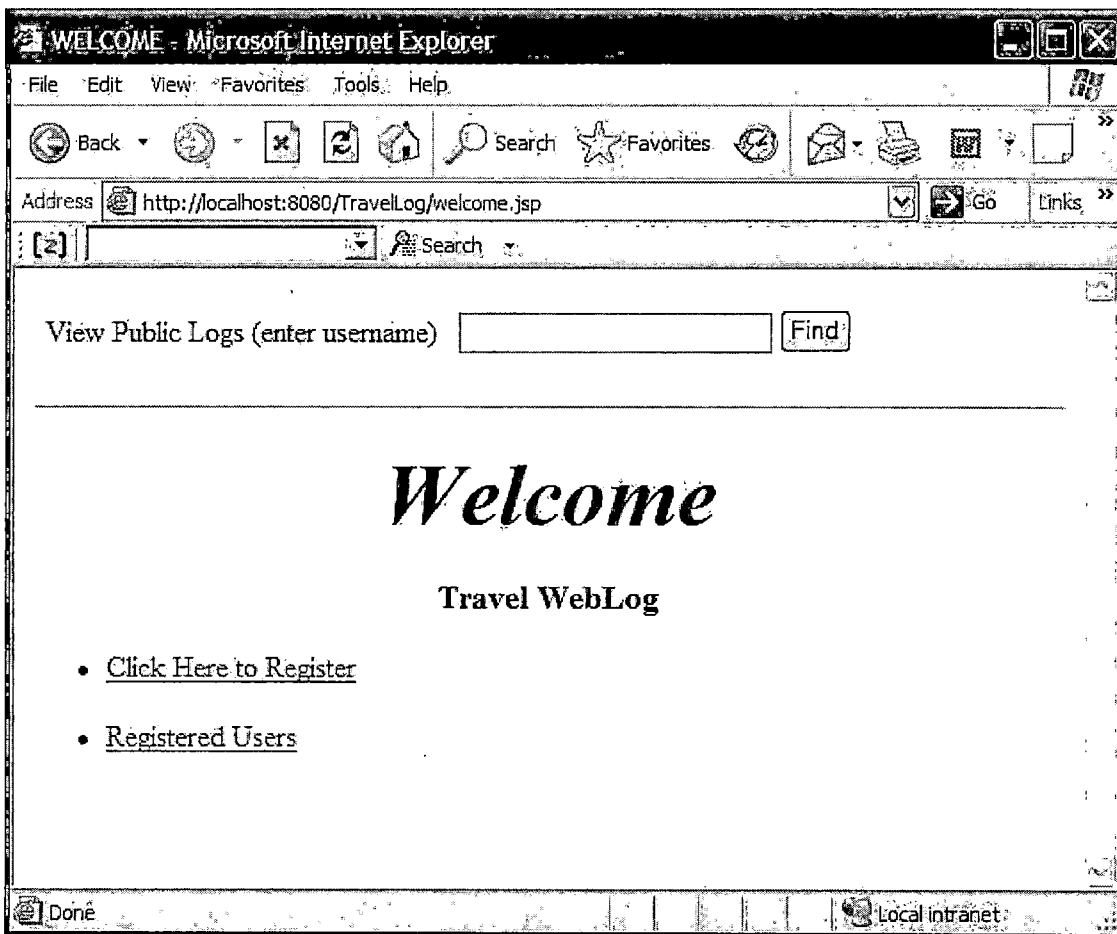 WELCOME - Microsoft Internet Explorer
File Edit View Favorites Tools Help
Back Search Favorites »
Address http://localhost:8080/TravelLog/welcome.jsp Go Links »
[z] Search
View Public Logs (enter username) Find
Welcome
Travel WebLog
• Click Here to Register
• Registered Users
Done Local intranet